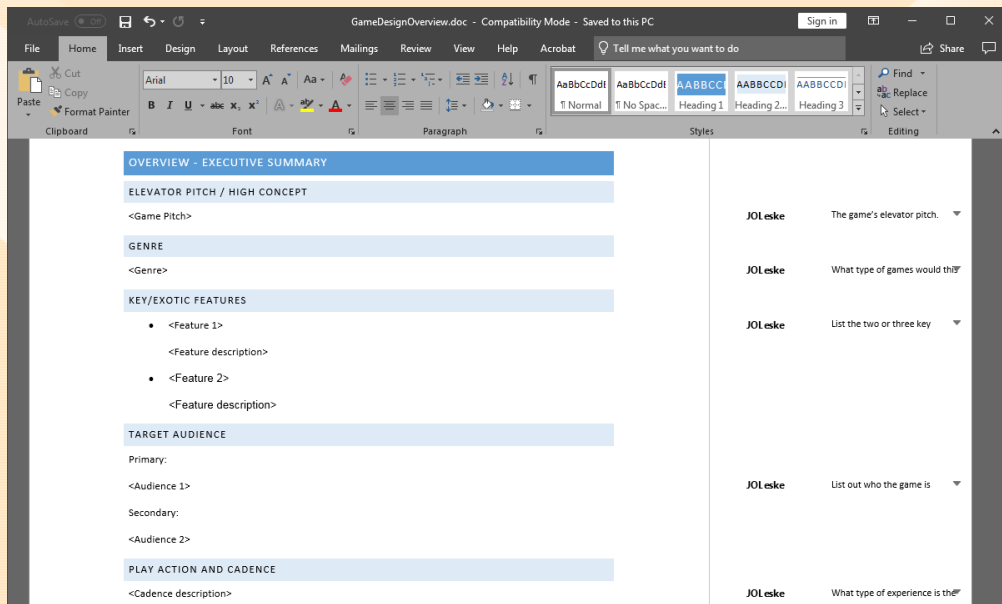 AutoSave Off GameDesignOverview.doc - Compatibility Mode - Saved to this PC Sign in
File Home Insert Design Layout References Mailings Review View Help Acrobat Tell me what you want to do Share
Paste
Cut
Copy
Format Painter
Clipboard
Arial 10 A A Aa
B I U abc x₂ x² A aby A
Font
Paragraph
AaBbCcDdE AaBbCcDdE AABBCCI AABBCCDI AABBCCDI
¶ Normal ¶ No Spac... Heading 1 Heading 2... Heading 3
Styles
Find
Replace
Select
Editing
OVERVIEW - EXECUTIVE SUMMARY
ELEVATOR PITCH / HIGH CONCEPT
<Game Pitch> JOLeske The game's elevator pitch.
GENRE
<Genre> JOLeske What type of games would this
KEY/EXOTIC FEATURES
• <Feature 1> JOLeske List the two or three key
<Feature description>
• <Feature 2>
<Feature description>
TARGET AUDIENCE
Primary:
<Audience 1> JOLeske List out who the game is
Secondary:
<Audience 2>
PLAY ACTION AND CADENCE
<Cadence description> JOLeske What type of experience is the